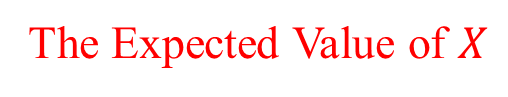 The Expected Value of X